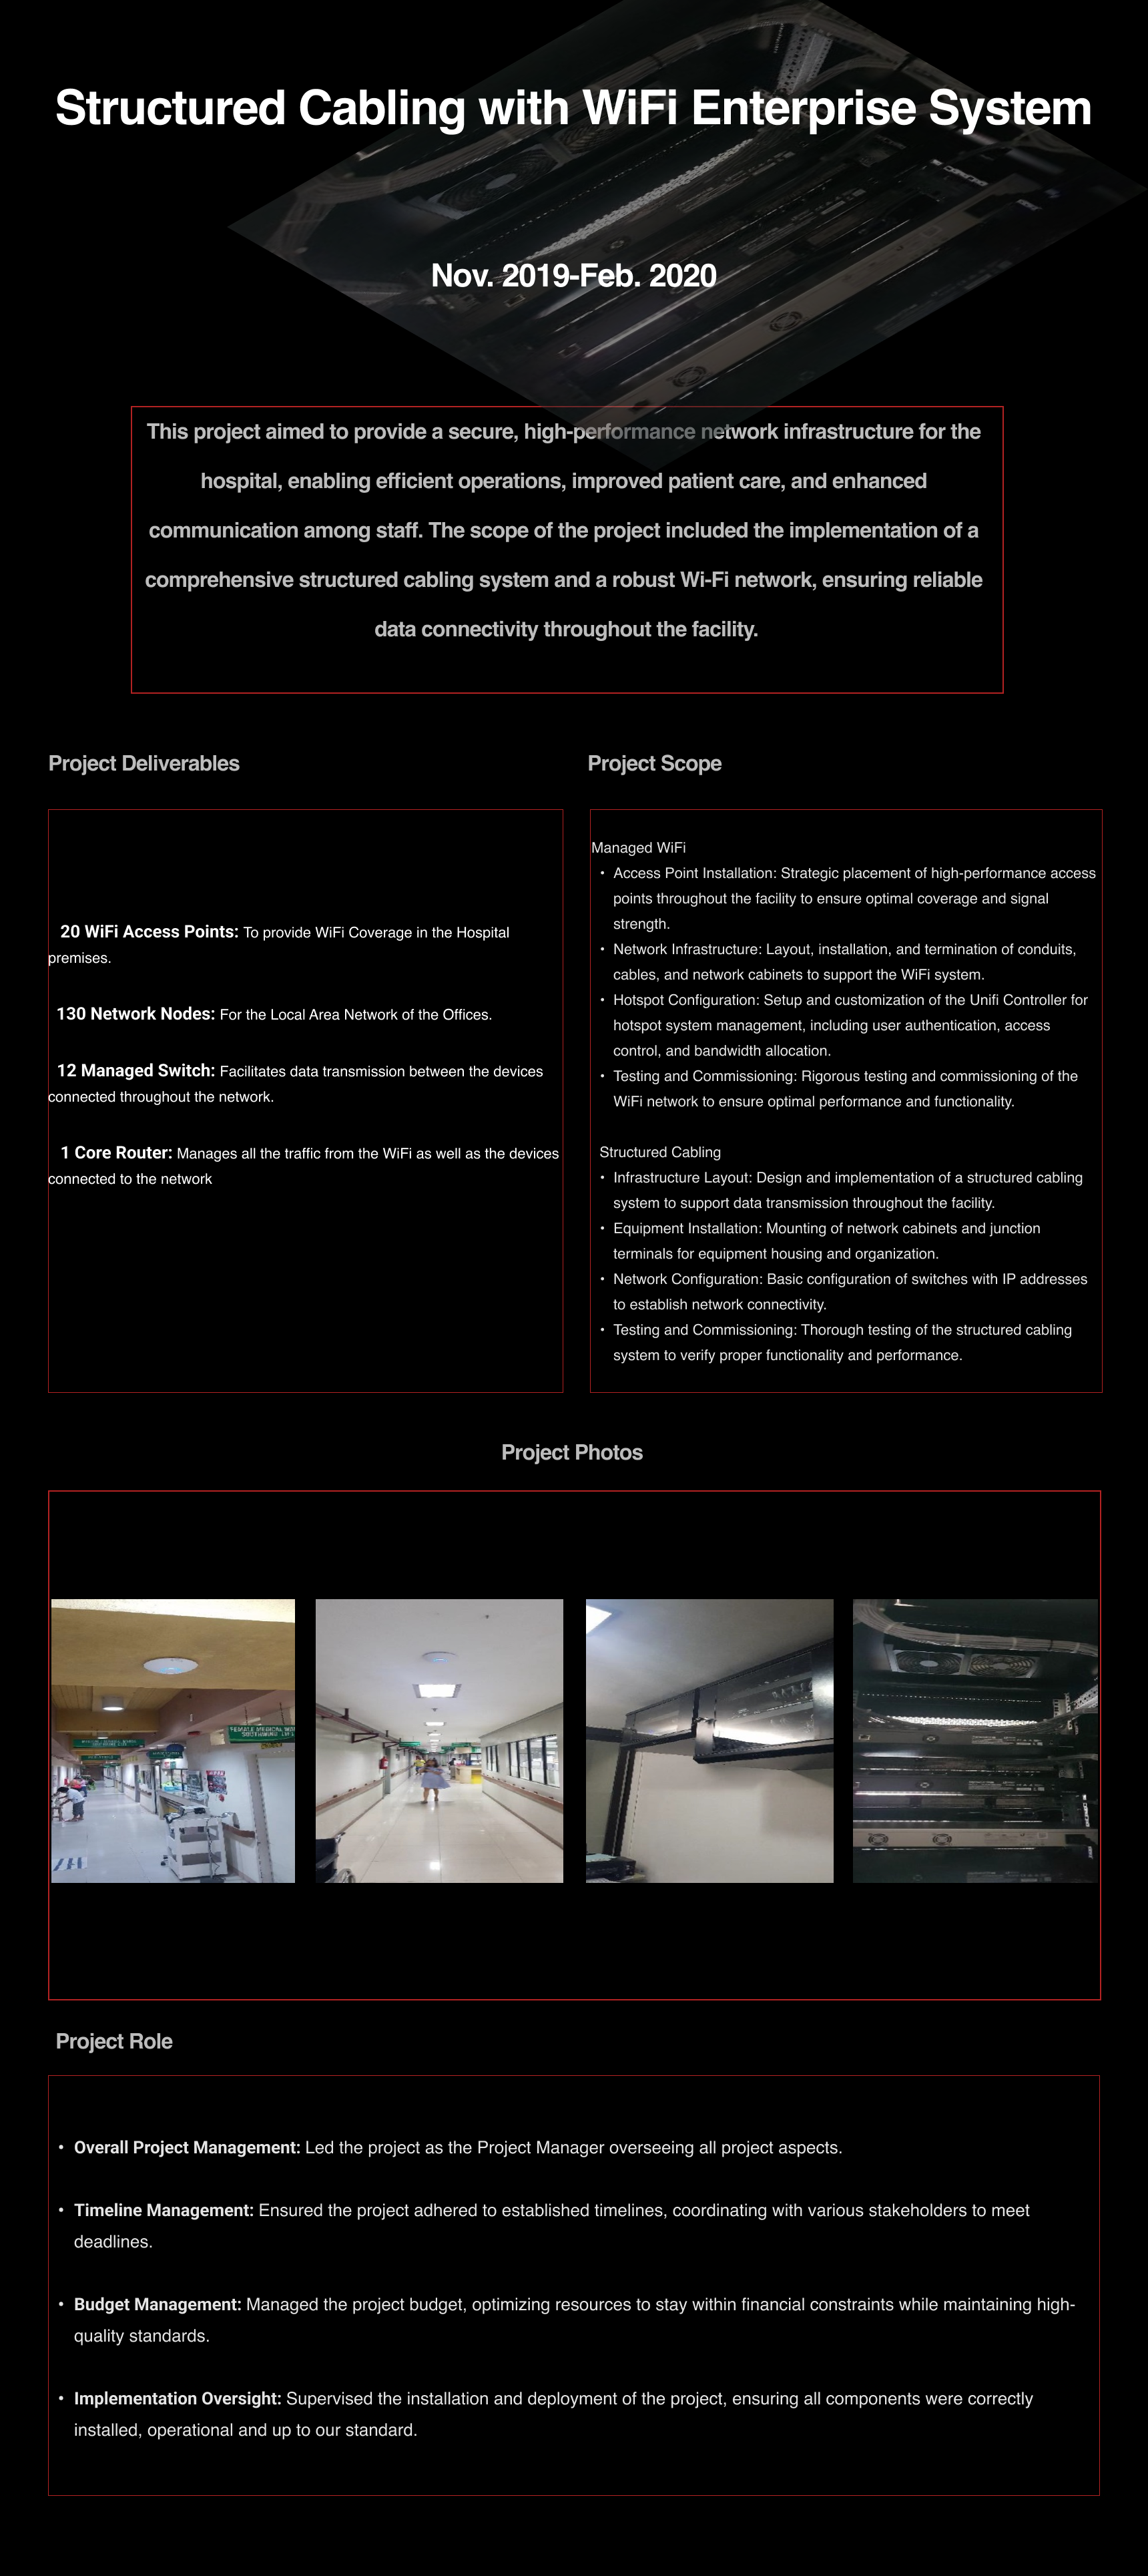 Structured Cabling with WiFi Enterprise System
Nov. 2019-Feb. 2020
This project aimed to provide a secure, high-performance network infrastructure for the
hospital, enabling efficient operations, improved patient care, and enhanced
communication among staff. The scope of the project included the implementation of a
comprehensive structured cabling system and a robust Wi-Fi network, ensuring reliable
data connectivity throughout the facility.
Project Deliverables
20 WiFi Access Points: To provide WiFi Coverage in the Hospital
premises.
130 Network Nodes: For the Local Area Network of the Offices.
12 Managed Switch: Facilitates data transmission between the devices
connected throughout the network.
1 Core Router: Manages all the traffic from the WiFi as well as the devices
connected to the network
Project Scope
Managed WiFi
• Access Point Installation: Strategic placement of high-performance access
points throughout the facility to ensure optimal coverage and signal
strength.
• Network Infrastructure: Layout, installation, and termination of conduits,
cables, and network cabinets to support the WiFi system.
• Hotspot Configuration: Setup and customization of the Unifi Controller for
hotspot system management, including user authentication, access
control, and bandwidth allocation.
• Testing and Commissioning: Rigorous testing and commissioning of the
WiFi network to ensure optimal performance and functionality.
Structured Cabling
• Infrastructure Layout: Design and implementation of a structured cabling
system to support data transmission throughout the facility.
• Equipment Installation: Mounting of network cabinets and junction
terminals for equipment housing and organization.
• Network Configuration: Basic configuration of switches with IP addresses
to establish network connectivity.
• Testing and Commissioning: Thorough testing of the structured cabling
system to verify proper functionality and performance.
Project Photos
FEMALE MEDICAL
Project Role
• Overall Project Management: Led the project as the Project Manager overseeing all project aspects.
• Timeline Management: Ensured the project adhered to established timelines, coordinating with various stakeholders to meet
deadlines.
• Budget Management: Managed the project budget, optimizing resources to stay within financial constraints while maintaining high-
quality standards.
• Implementation Oversight: Supervised the installation and deployment of the project, ensuring all components were correctly
installed, operational and up to our standard.